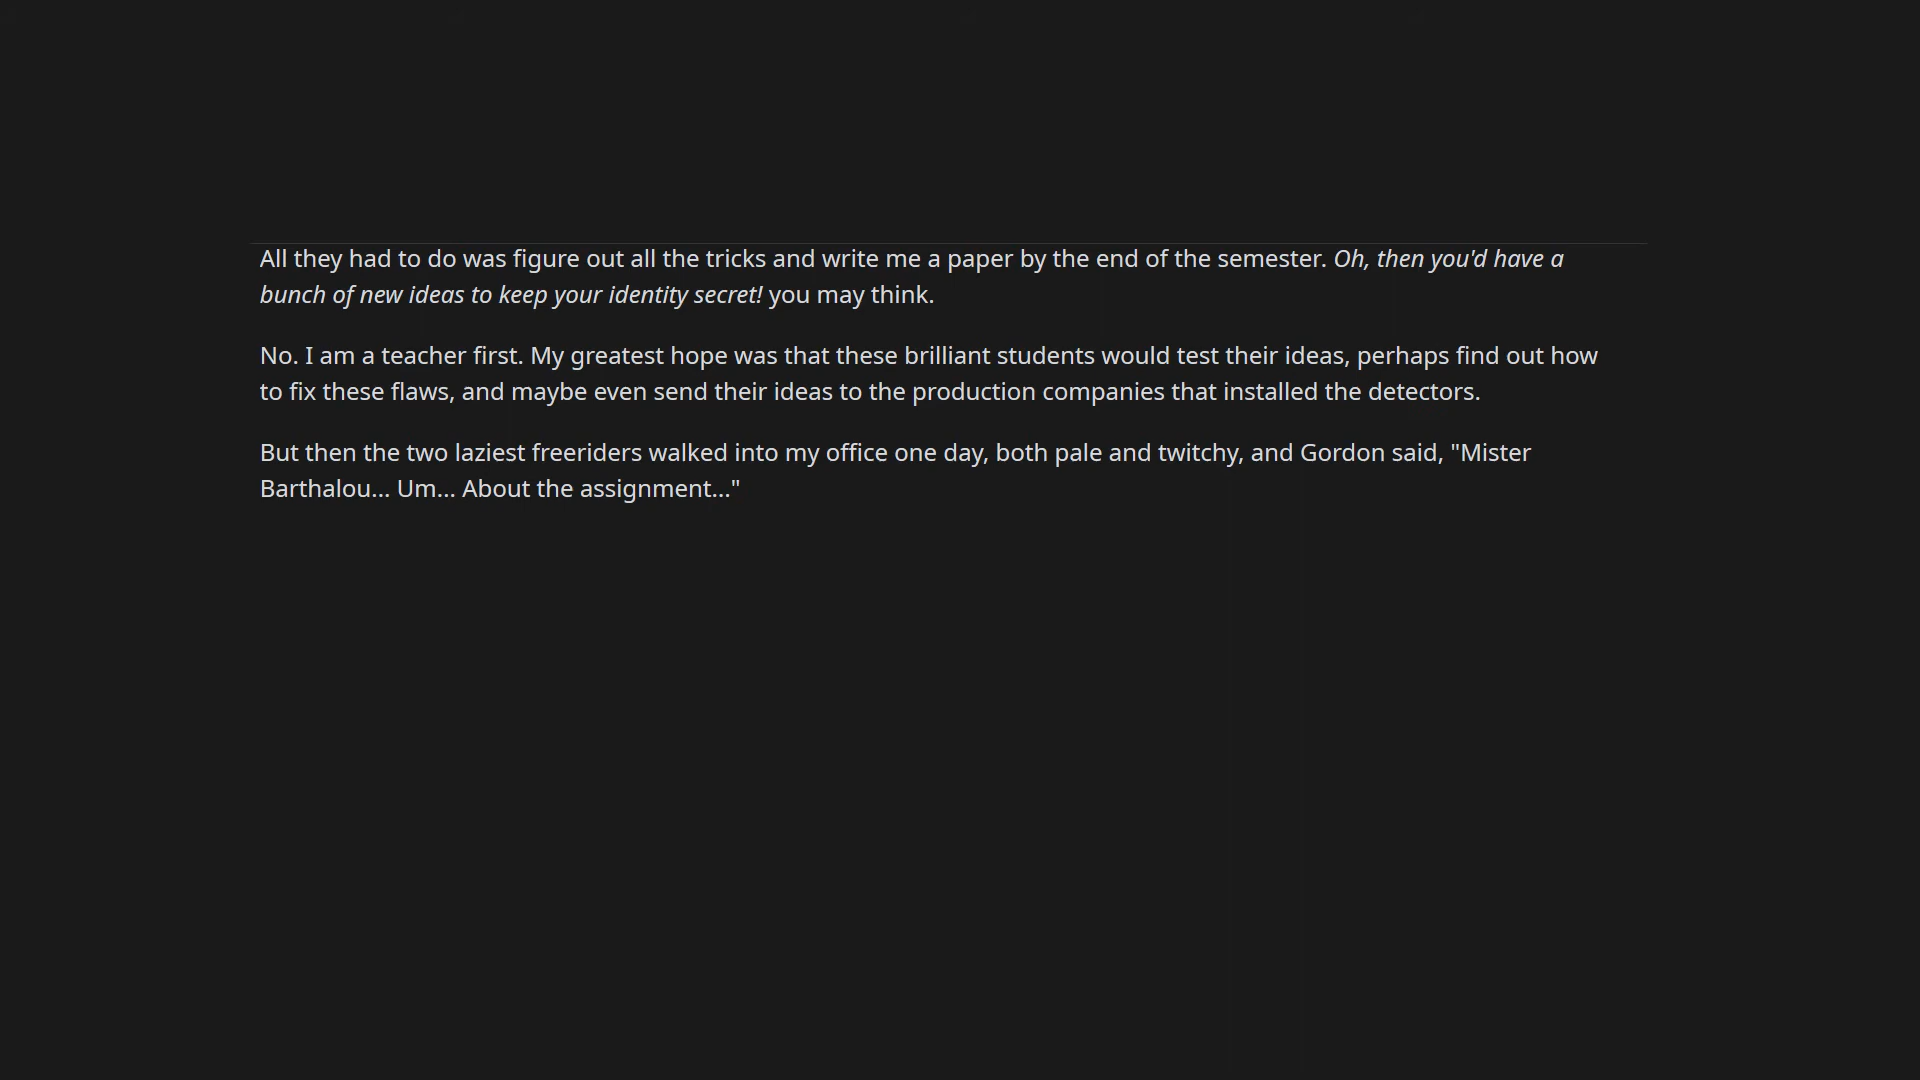 All they had to do was figure out all the tricks and write me a paper by the end of the semester. Oh, then you'd have a
bunch of new ideas to keep your identity secret! you may think.
No. I am a teacher first. My greatest hope was that these brilliant students would test their ideas, perhaps find out how
to fix these flaws, and maybe even send their ideas to the production companies that installed the detectors.
But then the two laziest freeriders walked into my office one day, both pale and twitchy, and Gordon said, "Mister
Barthalou... Um... About the assignment..."